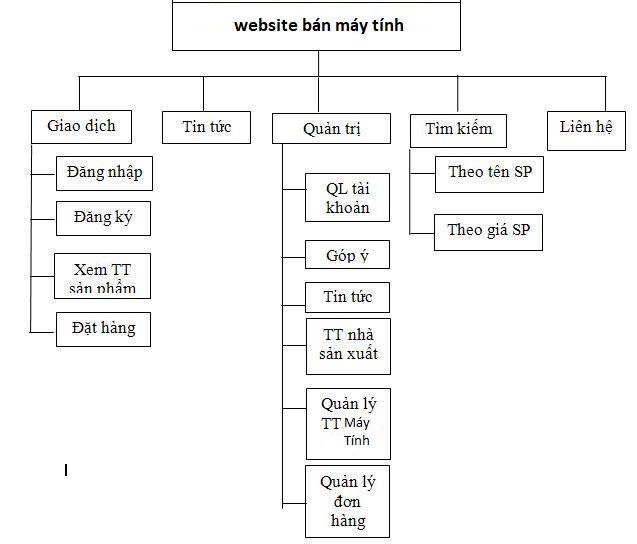 website bán máy tính
Giao dịch
Tin tức
Quản trị
Tìm kiếm
Liên hệ
Đăng nhập
Đăng ký
Xem TT
sản phẩm
Đặt hàng
QL tài
khoản
Góp ý
Tin tức
TT nhà
sản xuất
Quản lý
TT Máy
Tính
Quản lý
đơn
hàng
Theo tên SP
Theo giá SP